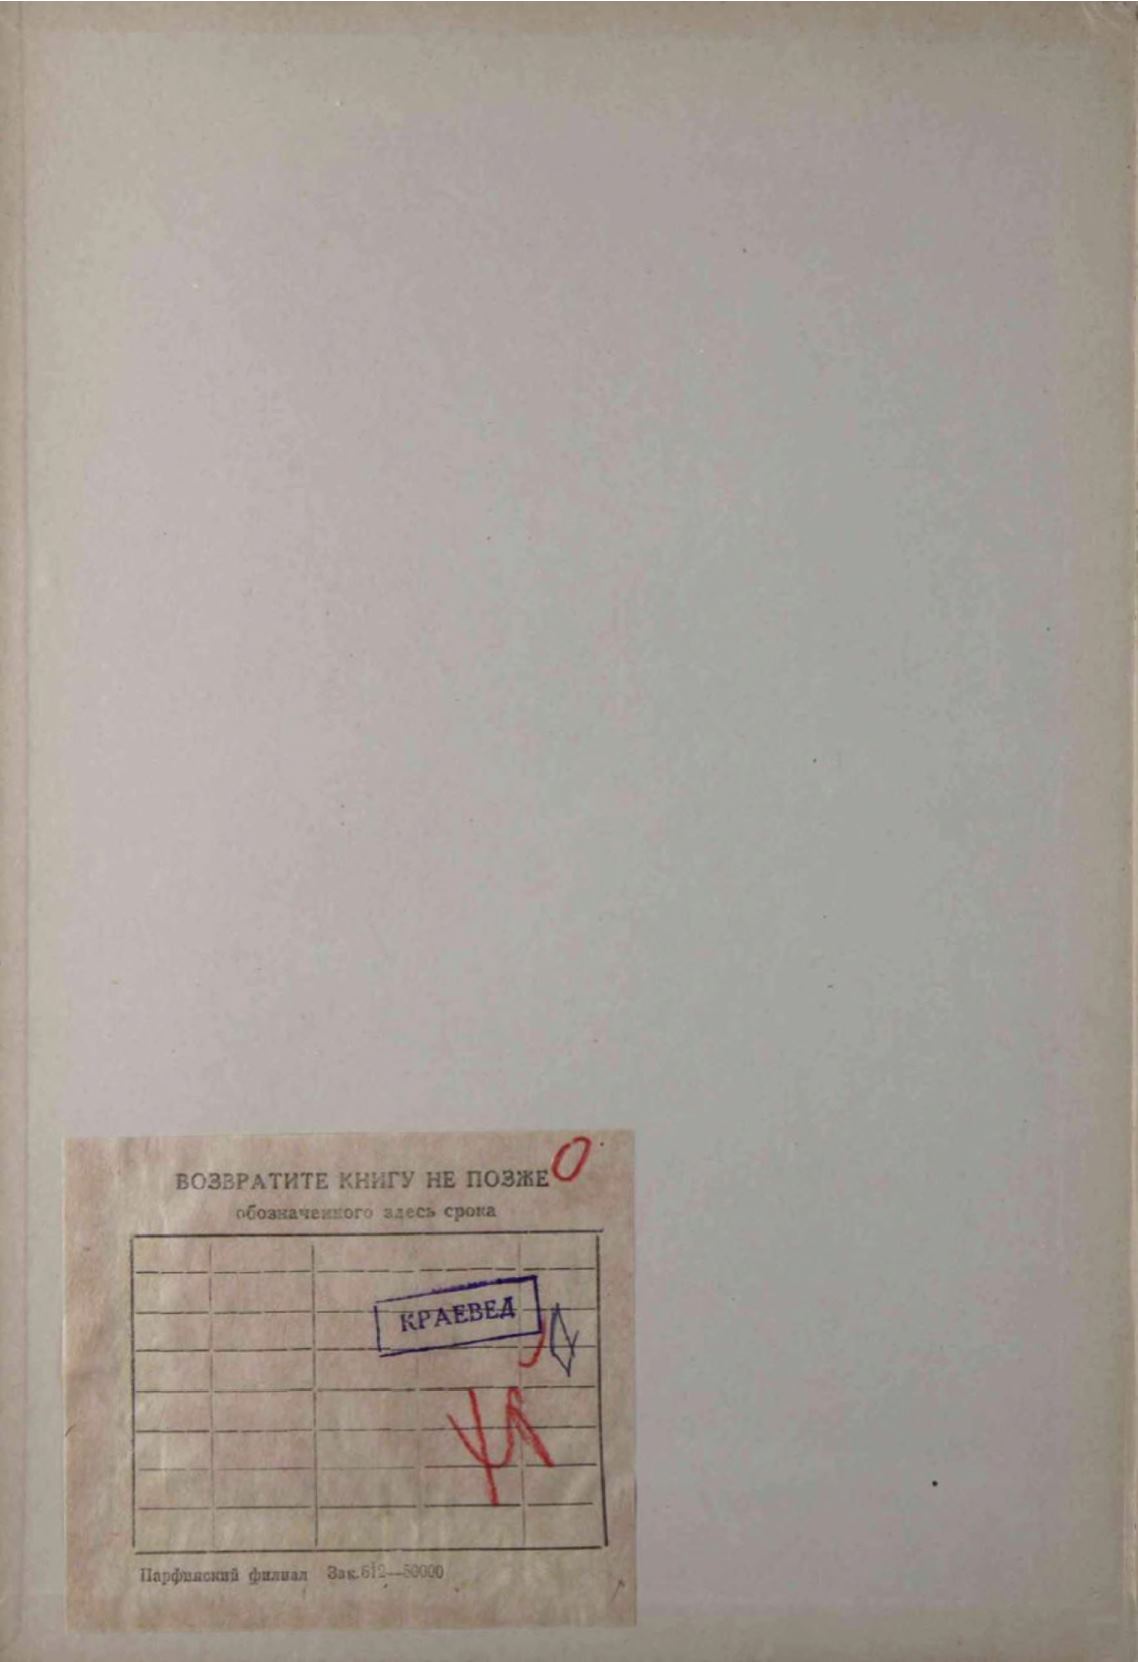 ВОЗВРАТИТЕ КНИГУ НЕ ПОЗЖЕ
обозначенного здесь срока
КРАЕВЕД
Парфинский филиал Зак.612—50000